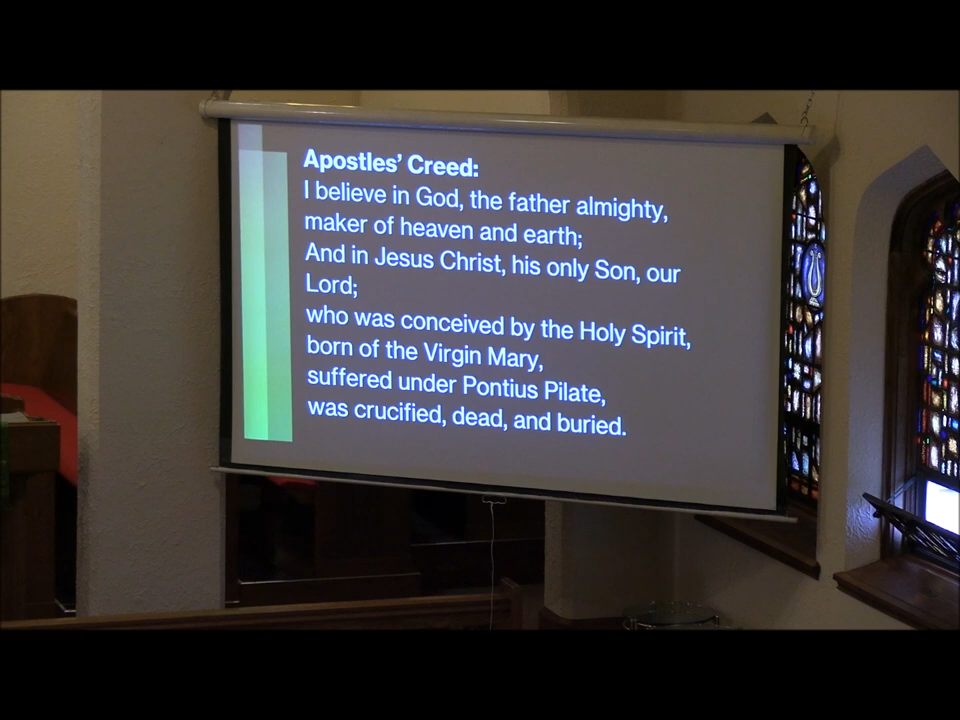 Apostles’ Creed:
I believe in God, the father almighty,
maker of heaven and earth;
And in Jesus Christ, his only Son, our
Lord;
who was conceived by the Holy Spirit,
born of the Virgin Mary,
suffered under Pontius Pilate,
was crucified, dead, and buried.